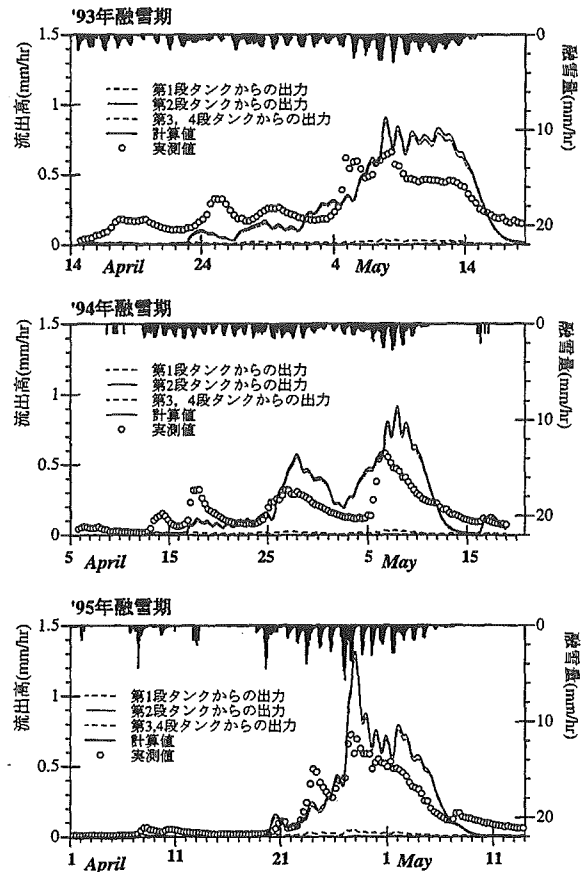 '93年融雪期
1.5
1
0.5
0
流出高(mm/hr)
0
10
20
融雪量(mm/hr)
第1段タンクからの出力
第2段タンクからの出力
第3，4段タンクからの出力
計算値
実測値
14 April 24 4 May 14
'94年融雪期
1.5
1
0.5
0
流出高(mm/hr)
0
10
20
融雪量(mm/hr)
第1段タンクからの出力
第2段タンクからの出力
第3，4段タンクからの出力
計算値
実測値
5 April 15 25 5 May 15
'95年融雪期
1.5
1
0.5
0
流出高(mm/hr)
0
10
20
融雪量(mm/hr)
第1段タンクからの出力
第2段タンクからの出力
第3,4段タンクからの出力
計算値
実測値
1 April 11 21 1 May 11